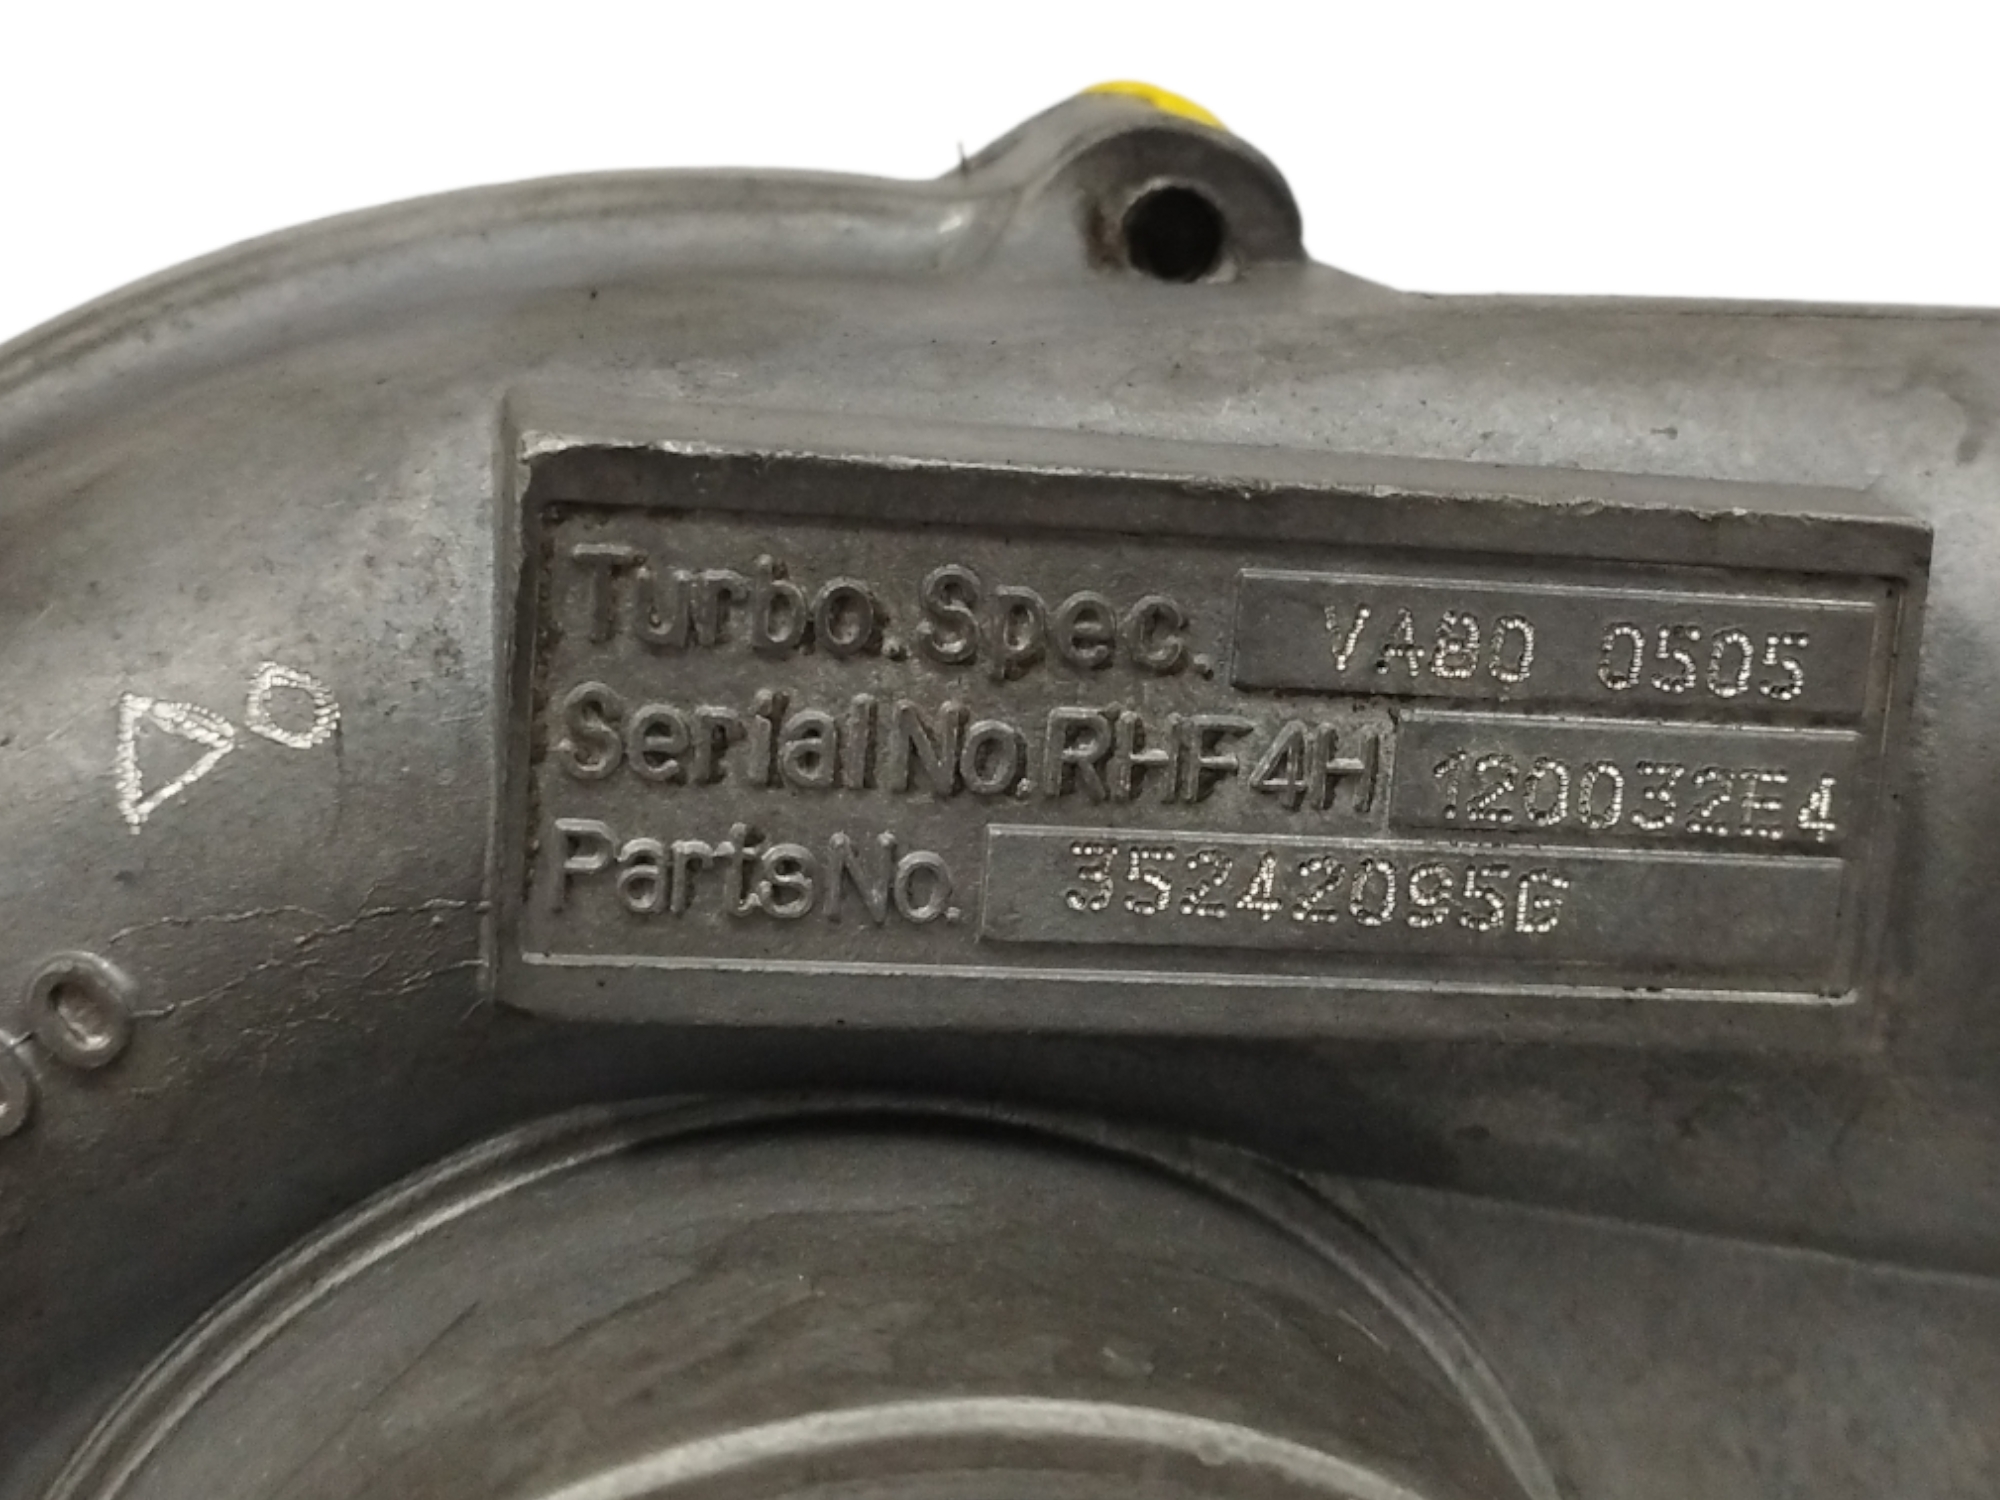 Turbo. Spec. VA80 0505
Serial No. RHF4H 120032E4
Parts No. 35242095G